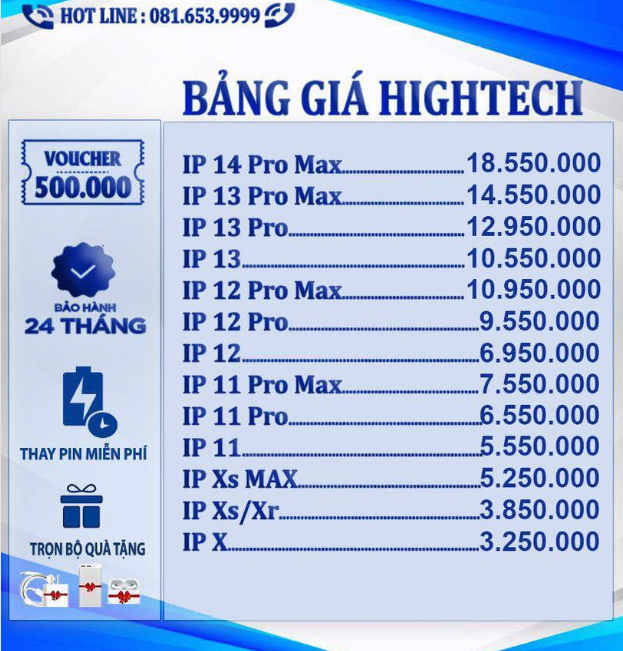 HOT LINE : 081.653.9999
BẢNG GIÁ HIGHTECH
VOUCHER
500.000
BẢO HÀNH
24 THÁNG
THAY PIN MIỄN PHÍ
TRỌN BỘ QUÀ TẶNG
IP 14 Pro Max..............................18.550.000
IP 13 Pro Max..............................14.550.000
IP 13 Pro..............................12.950.000
IP 13..............................10.550.000
IP 12 Pro Max..............................10.950.000
IP 12 Pro..............................9.550.000
IP 12..............................6.950.000
IP 11 Pro Max..............................7.550.000
IP 11 Pro..............................6.550.000
IP 11..............................5.550.000
IP Xs MAX..............................5.250.000
IP Xs/Xr..............................3.850.000
IP X..............................3.250.000